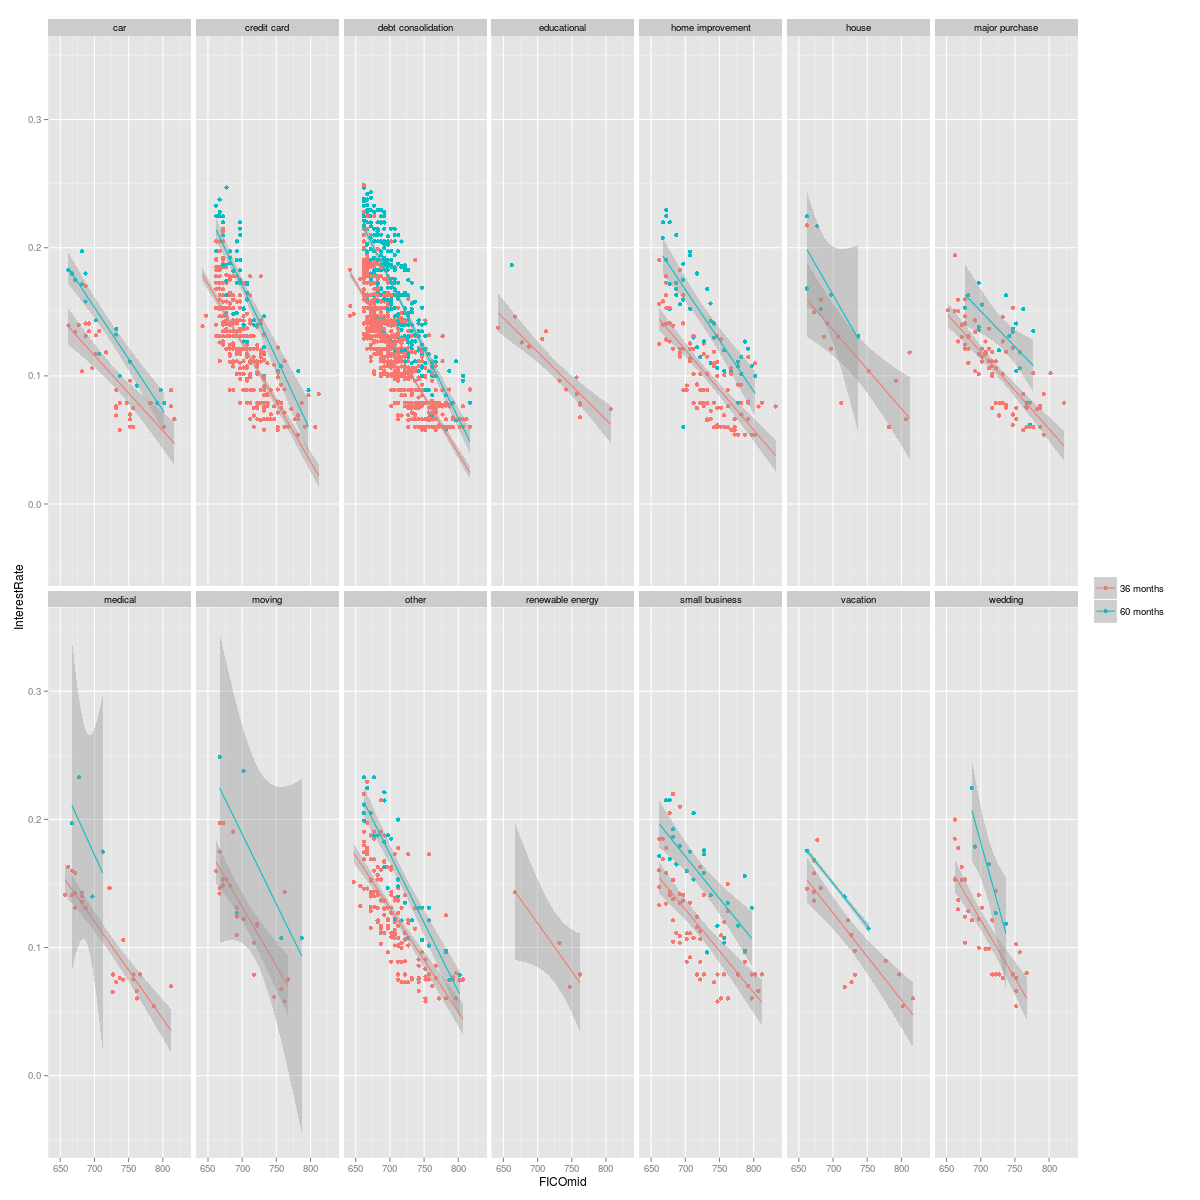 car credit card debt consolidation educational home improvement house major purchase
0.3
0.2
0.1
0.0
InterestRate
36 months
60 months
medical moving other renewable energy small business vacation wedding
0.3
0.2
0.1
0.0
650 700 750 800 650 700 750 800 650 700 750 800 650 700 750 800 650 700 750 800 650 700 750 800 650 700 750 800
FICOmid